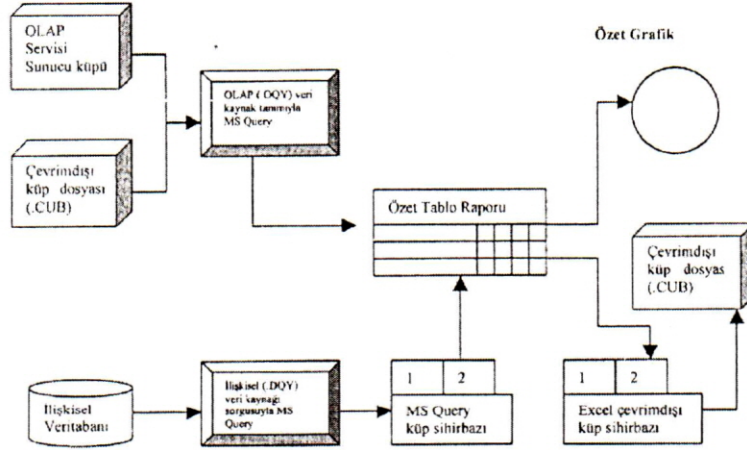 OLAP
Servisi
Sunucu küpü
Özet Grafik
OLAP (.OQY) veri
kaynak tanımıyla
MS Query
Çevrimdışı
küp dosyası
(.CUB)
Özet Tablo Raporu
Çevrimdışı
küp dosyas
(.CUB)
İlişkisel
Veritabanı
İlişkisel (.DQY)
veri kaynağı
sorgusuyla MS
Query
1 2
MS Query
küp sihirbazı
1 2
Excel çevrimdışı
küp sihirbazı